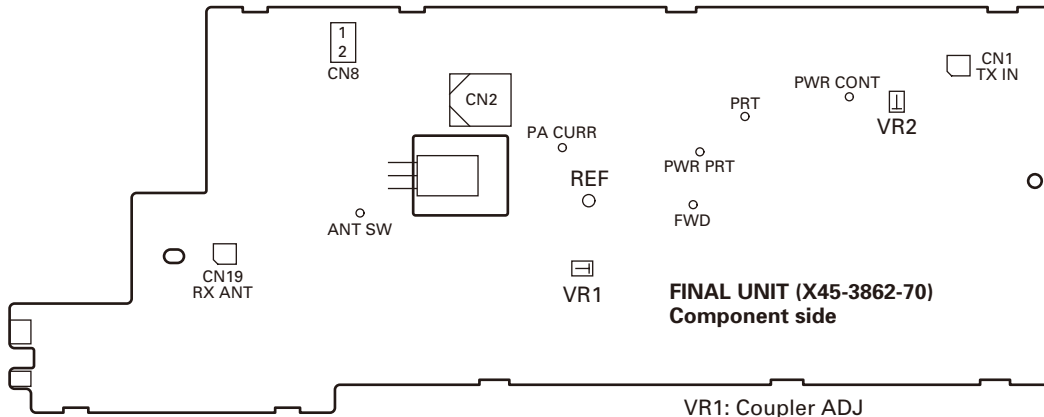 1
2
CN8
CN2
CN1
TX IN
PWR CONT
VR2
PRT
PA CURR
PWR PRT
REF
FWD
ANT SW
CN19
RX ANT
VR1
FINAL UNIT (X45-3862-70)
Component side
VR1: Coupler ADJ